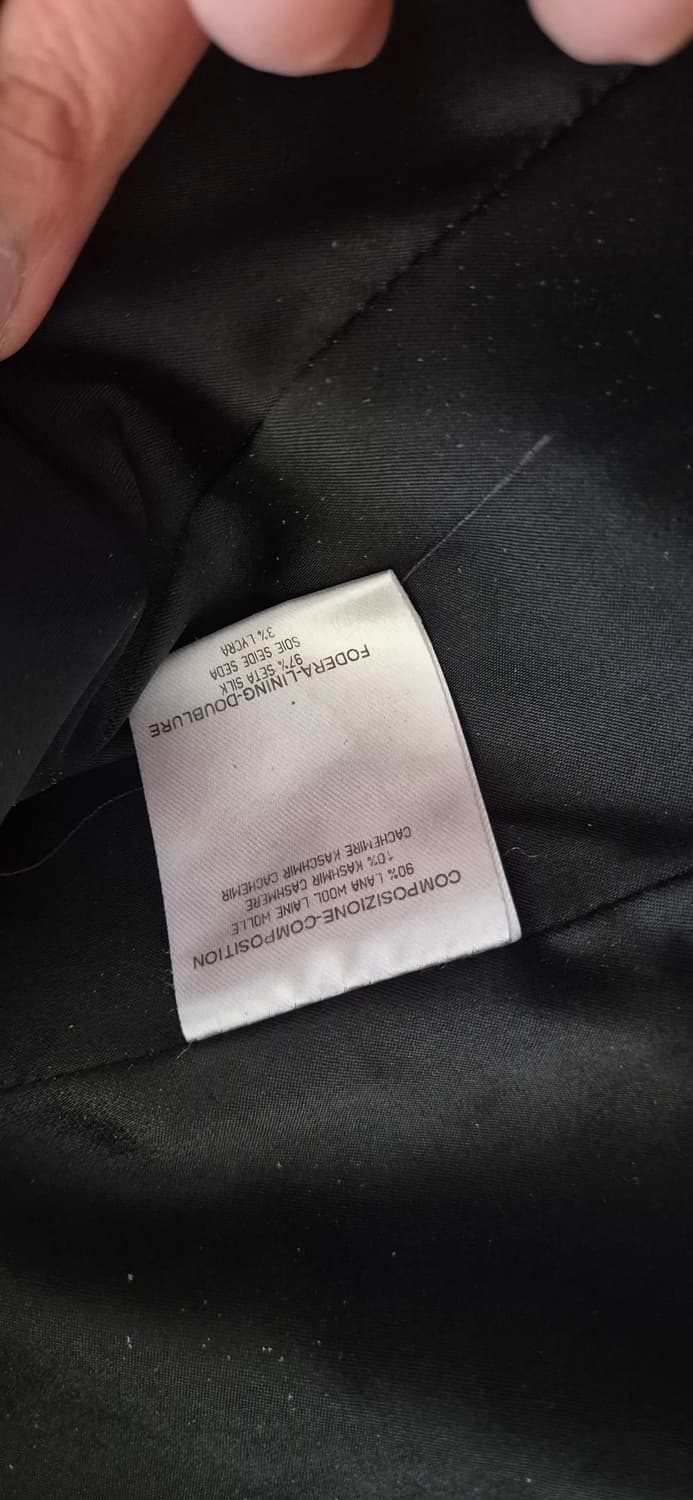 COMPOSIZIONE-COMPOSITION
90% LANA WOOL LAINE WOLLE
10% KASHMIR CASHMERE
CACHEMIRE KASCHMIR CACHEMIR
FODERA-LINING-DOUBLURE
97% SETA SILK
SOIE SEIDE SEDA
3% LYCRA